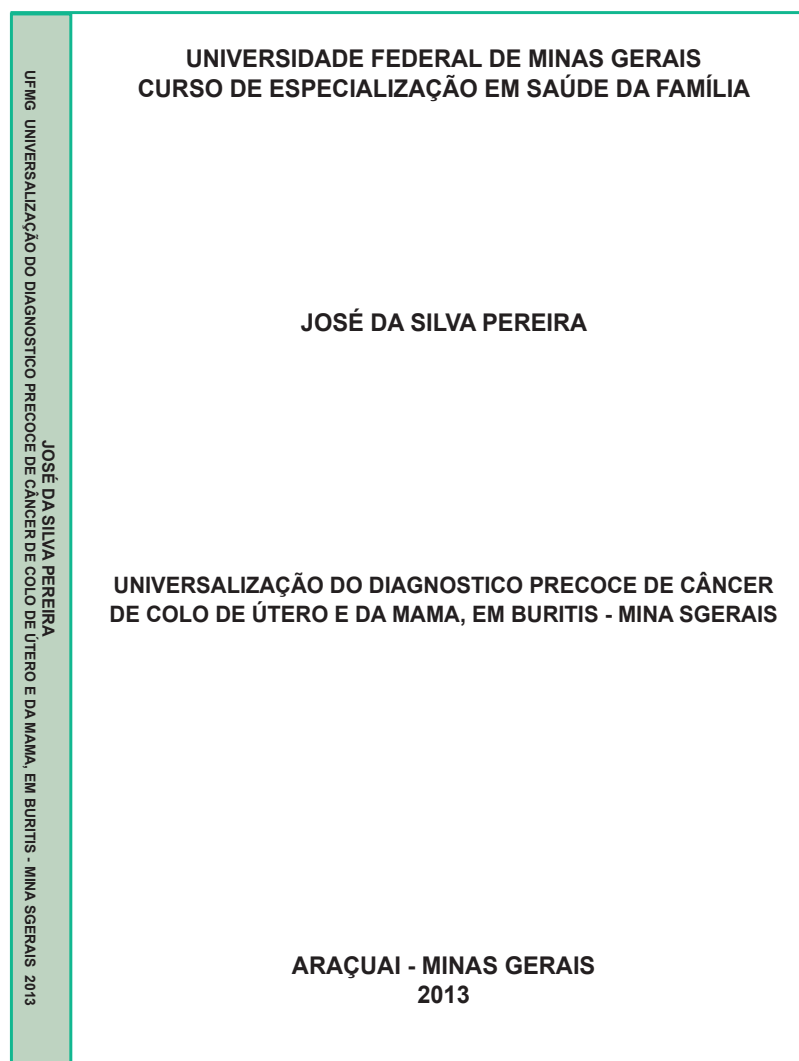 UNIVERSIDADE FEDERAL DE MINAS GERAIS
CURSO DE ESPECIALIZAÇÃO EM SAÚDE DA FAMÍLIA
JOSÉ DA SILVA PEREIRA
UNIVERSALIZAÇÃO DO DIAGNOSTICO PRECOCE DE CÂNCER
DE COLO DE ÚTERO E DA MAMA, EM BURITIS - MINA SGERAIS
ARAÇUAI - MINAS GERAIS
2013
JOSÉ DA SILVA PEREIRA
UFMG UNIVERSALIZAÇÃO DO DIAGNOSTICO PRECOCE DE CÂNCER DE COLO DE ÚTERO E DA MAMA, EM BURITIS - MINA SGERAIS 2013